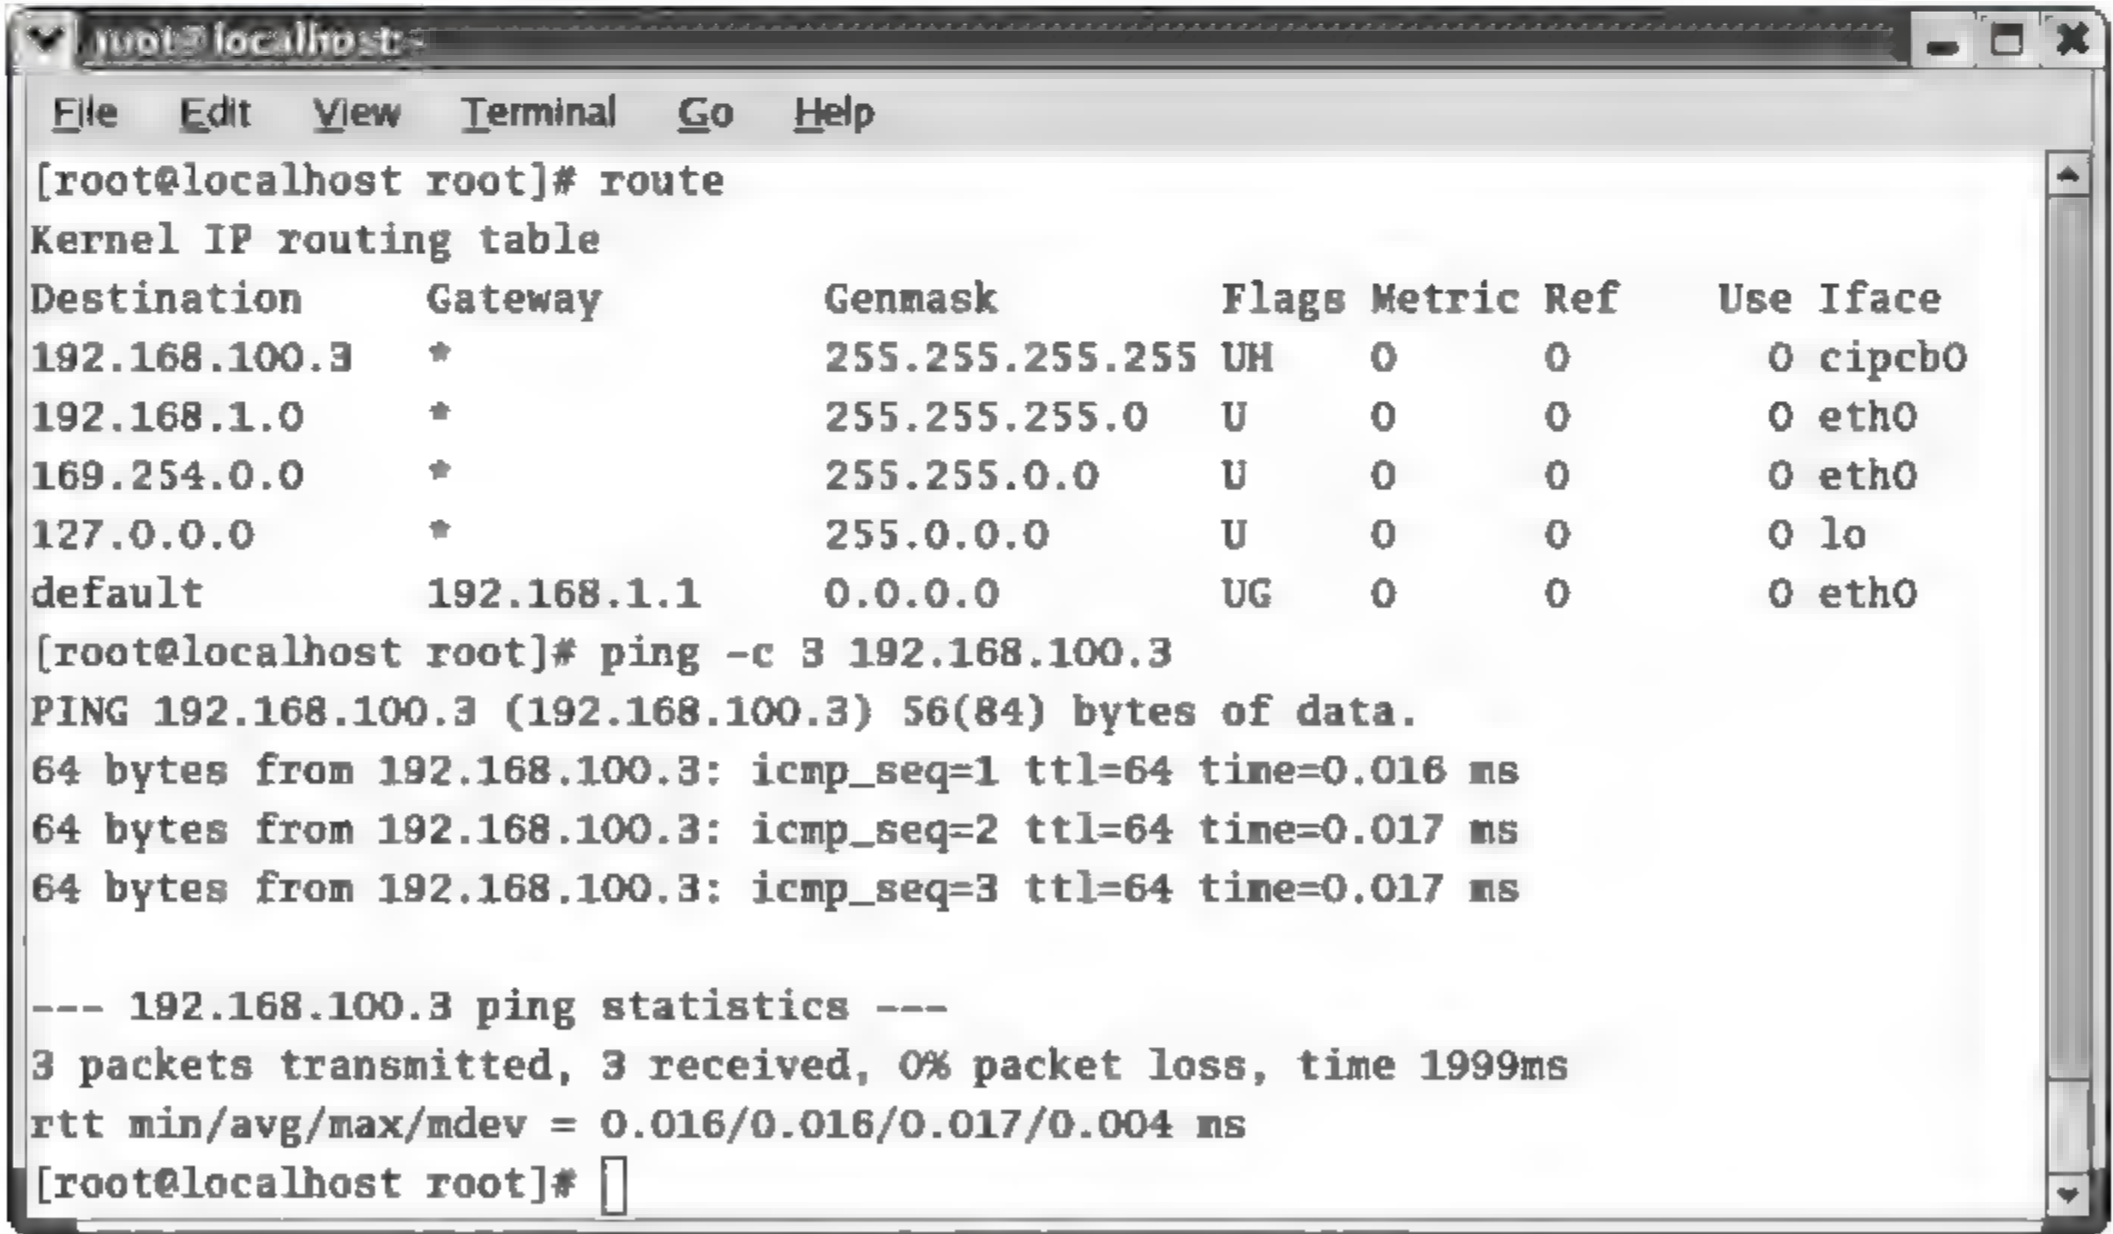 root@localhost:~
File Edit View Terminal Go Help
[root@localhost root]# route
Kernel IP routing table
Destination Gateway Genmask Flags Metric Ref Use Iface
192.168.100.3 * 255.255.255.255 UH 0 0 0 cipcb0
192.168.1.0 * 255.255.255.0 U 0 0 0 eth0
169.254.0.0 * 255.255.0.0 U 0 0 0 eth0
127.0.0.0 * 255.0.0.0 U 0 0 0 lo
default 192.168.1.1 0.0.0.0 UG 0 0 0 eth0
[root@localhost root]# ping -c 3 192.168.100.3
PING 192.168.100.3 (192.168.100.3) 56(84) bytes of data.
64 bytes from 192.168.100.3: icmp_seq=1 ttl=64 time=0.016 ms
64 bytes from 192.168.100.3: icmp_seq=2 ttl=64 time=0.017 ms
64 bytes from 192.168.100.3: icmp_seq=3 ttl=64 time=0.017 ms
--- 192.168.100.3 ping statistics ---
3 packets transmitted, 3 received, 0% packet loss, time 1999ms
rtt min/avg/max/mdev = 0.016/0.016/0.017/0.004 ms
[root@localhost root]#